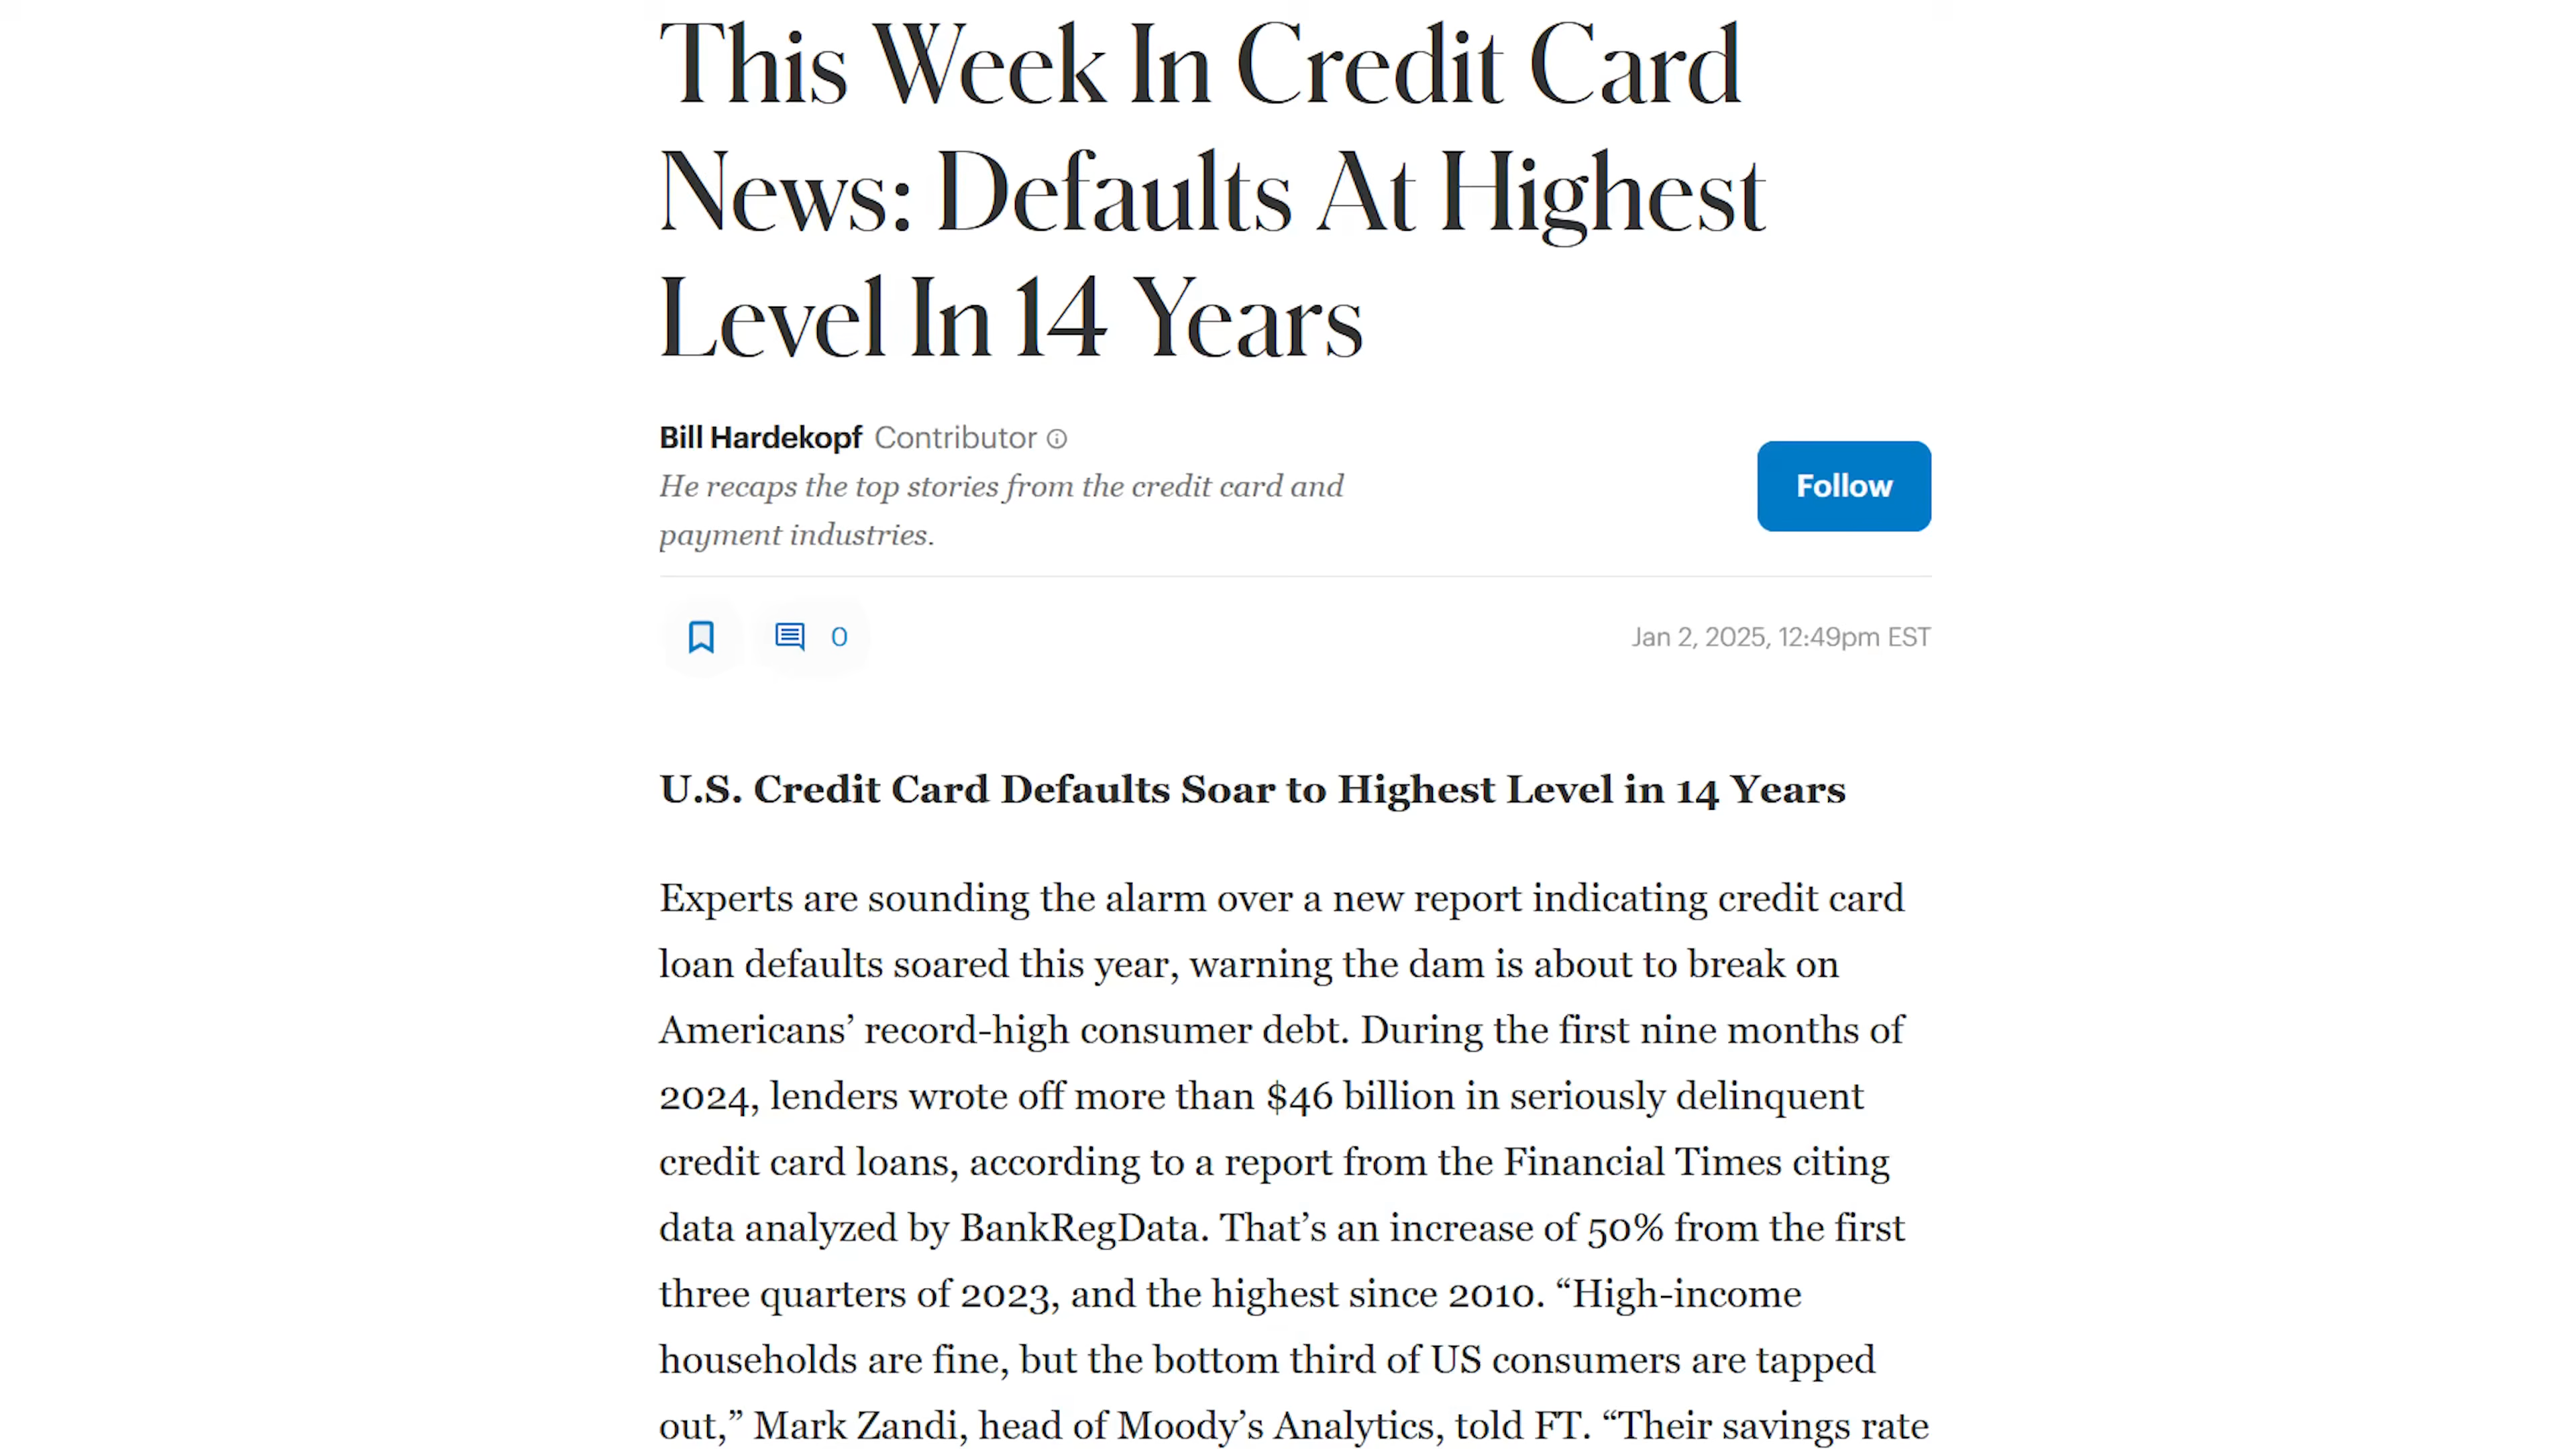 This Week In Credit Card
News: Defaults At Highest
Level In 14 Years
Bill Hardekopf Contributor
He recaps the top stories from the credit card and
payment industries.
Follow
0
Jan 2, 2025, 12:49pm EST
U.S. Credit Card Defaults Soar to Highest Level in 14 Years
Experts are sounding the alarm over a new report indicating credit card
loan defaults soared this year, warning the dam is about to break on
Americans’ record-high consumer debt. During the first nine months of
2024, lenders wrote off more than $46 billion in seriously delinquent
credit card loans, according to a report from the Financial Times citing
data analyzed by BankRegData. That’s an increase of 50% from the first
three quarters of 2023, and the highest since 2010. “High-income
households are fine, but the bottom third of US consumers are tapped
out,” Mark Zandi, head of Moody’s Analytics, told FT. “Their savings rate